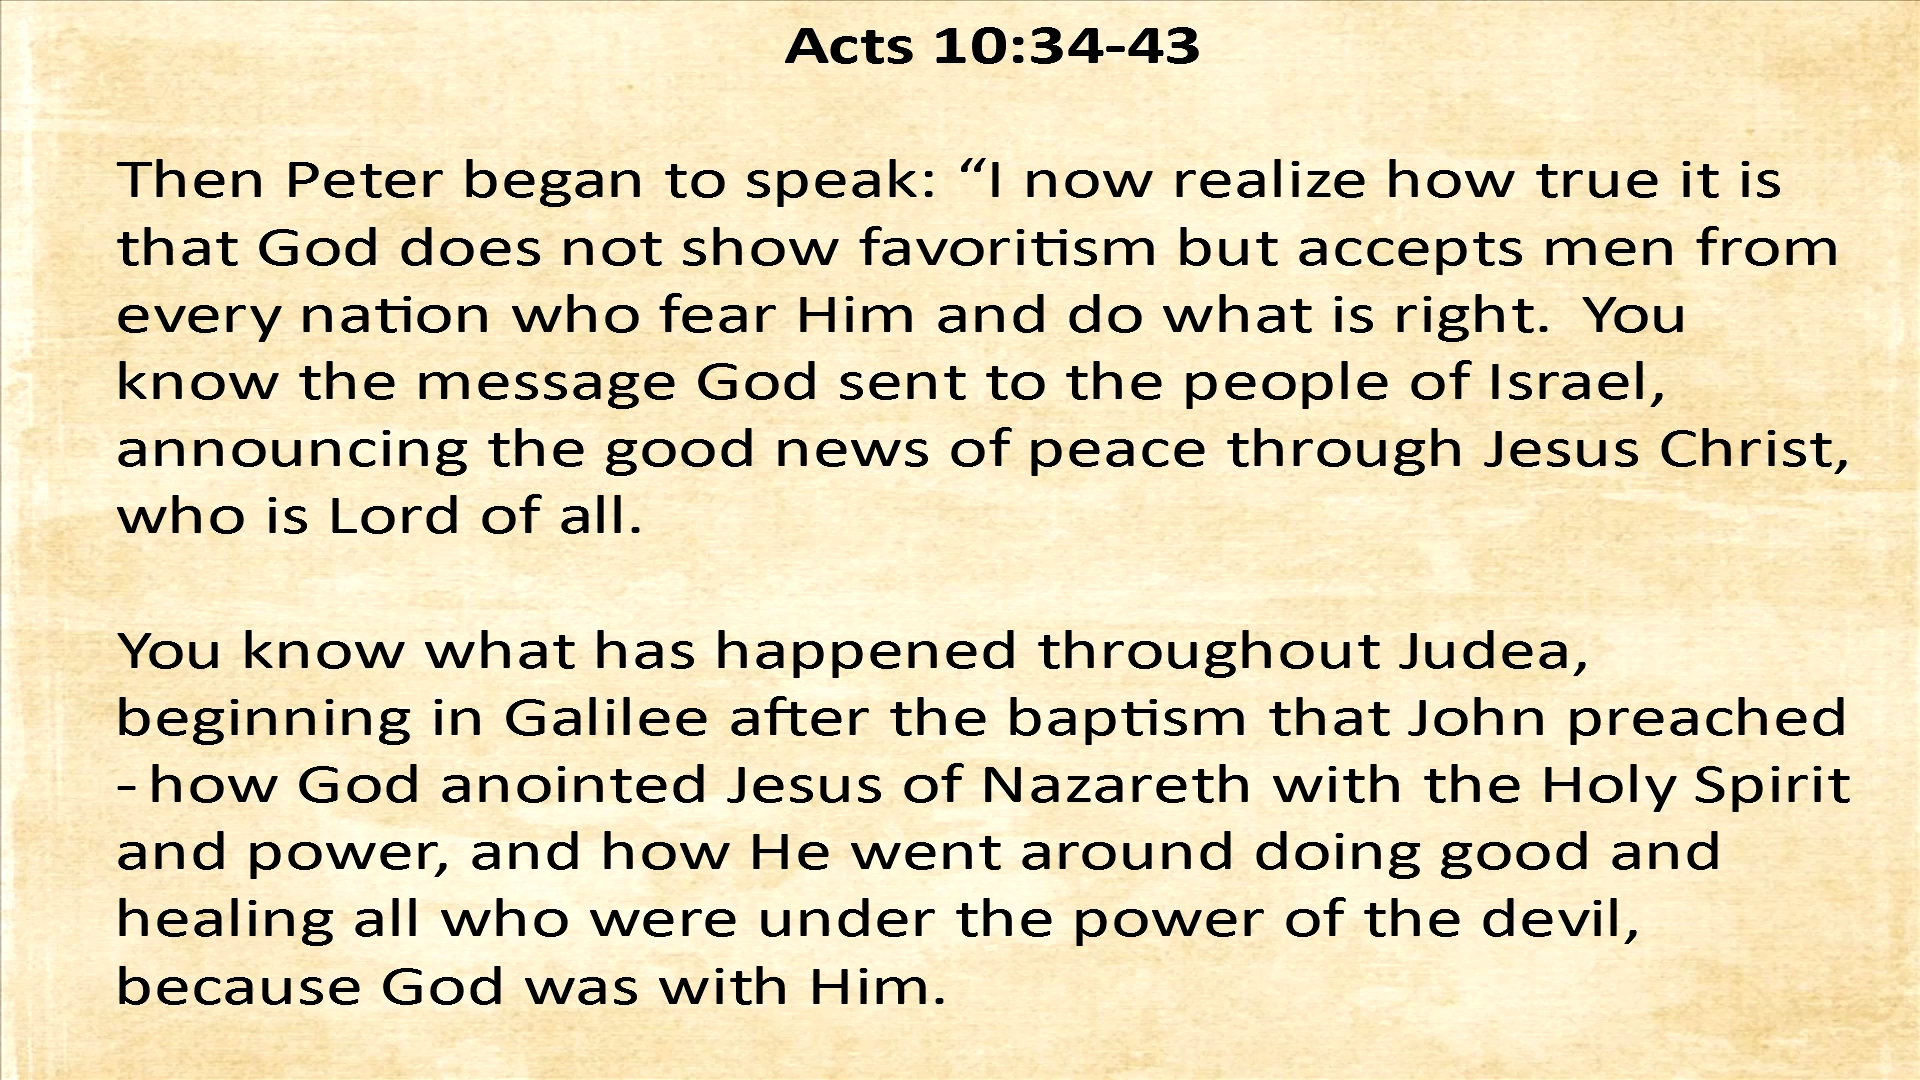 Acts 10:34-43
Then Peter began to speak: “I now realize how true it is
that God does not show favoritism but accepts men from
every nation who fear Him and do what is right.  You
know the message God sent to the people of Israel,
announcing the good news of peace through Jesus Christ,
who is Lord of all.
You know what has happened throughout Judea,
beginning in Galilee after the baptism that John preached
- how God anointed Jesus of Nazareth with the Holy Spirit
and power, and how He went around doing good and
healing all who were under the power of the devil,
because God was with Him.